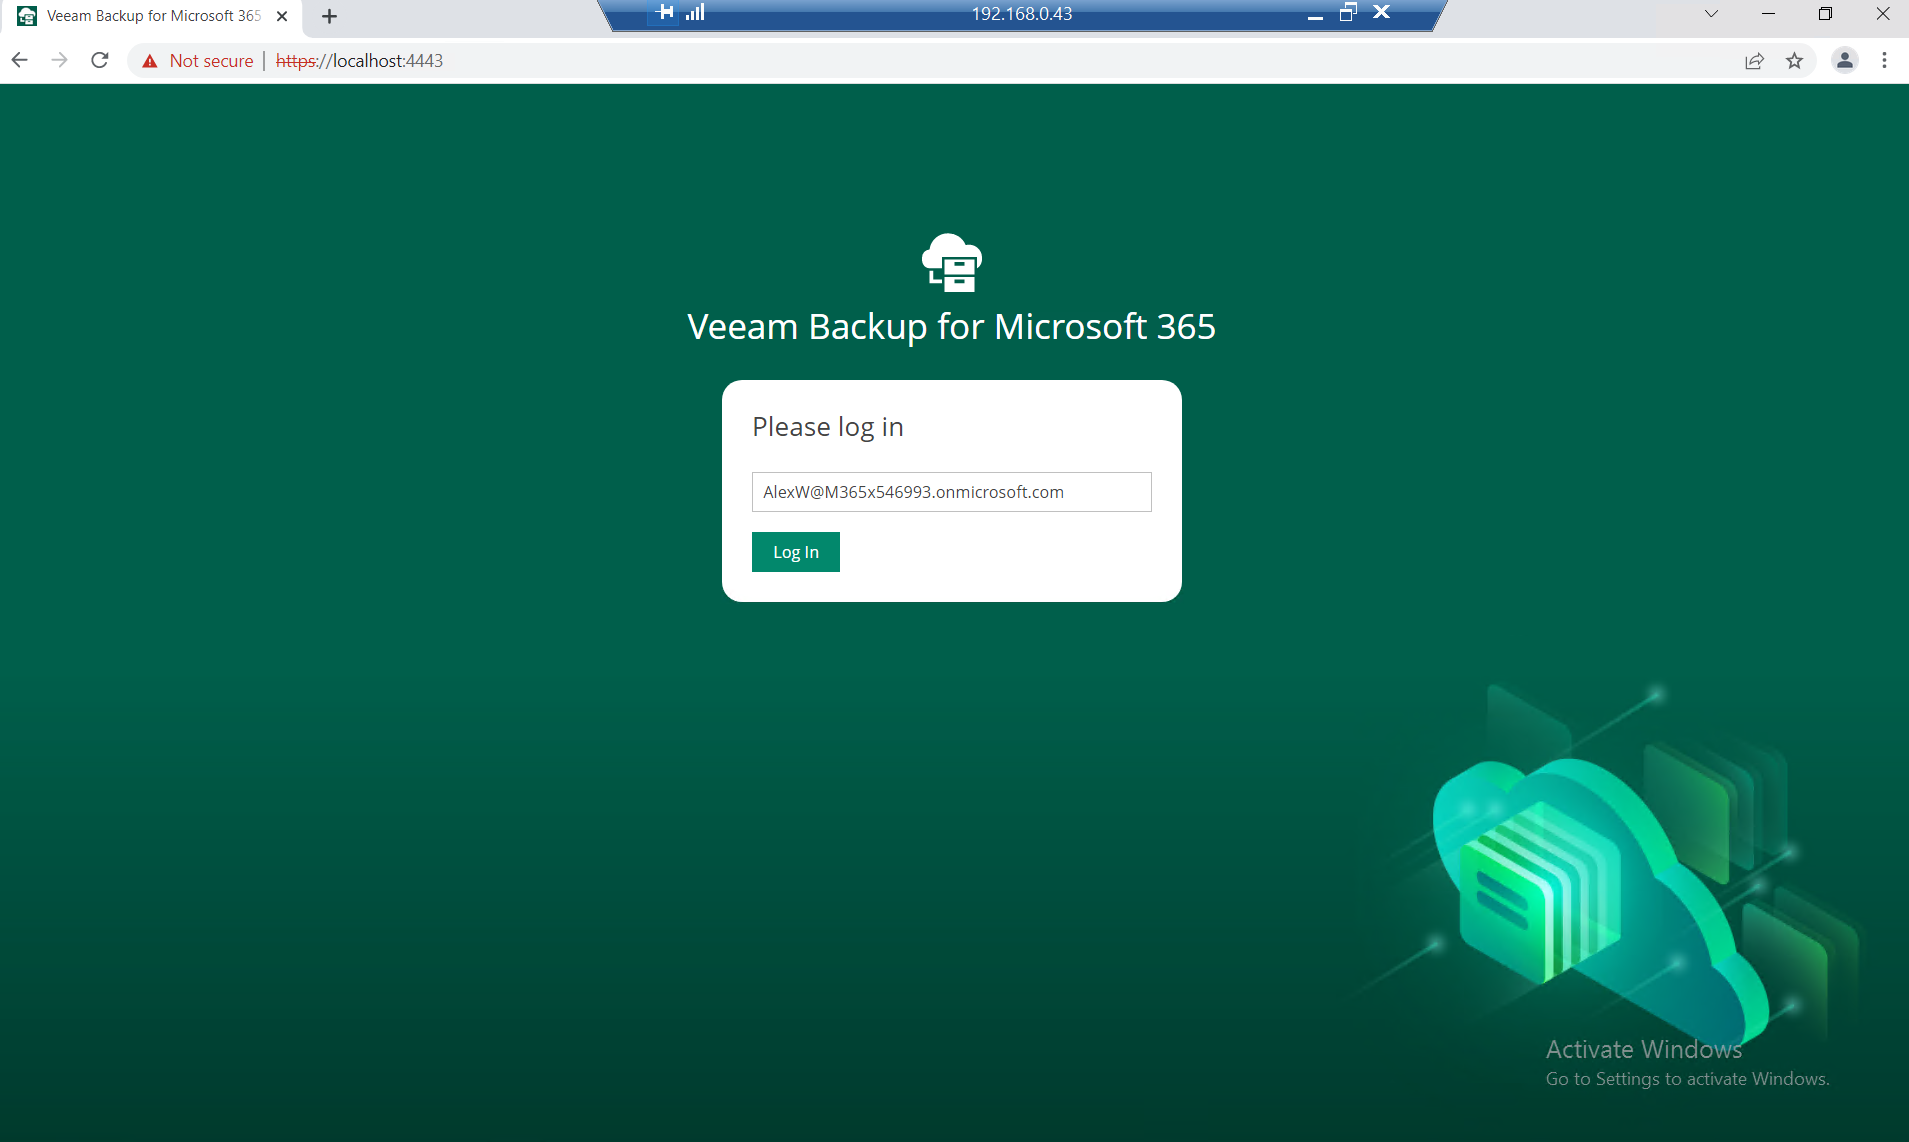 Veeam Backup for Microsoft 365
192.168.0.43
Not secure | https://localhost:4443
Veeam Backup for Microsoft 365
Please log in
AlexW@M365x546993.onmicrosoft.com
Log In
Activate Windows
Go to Settings to activate Windows.